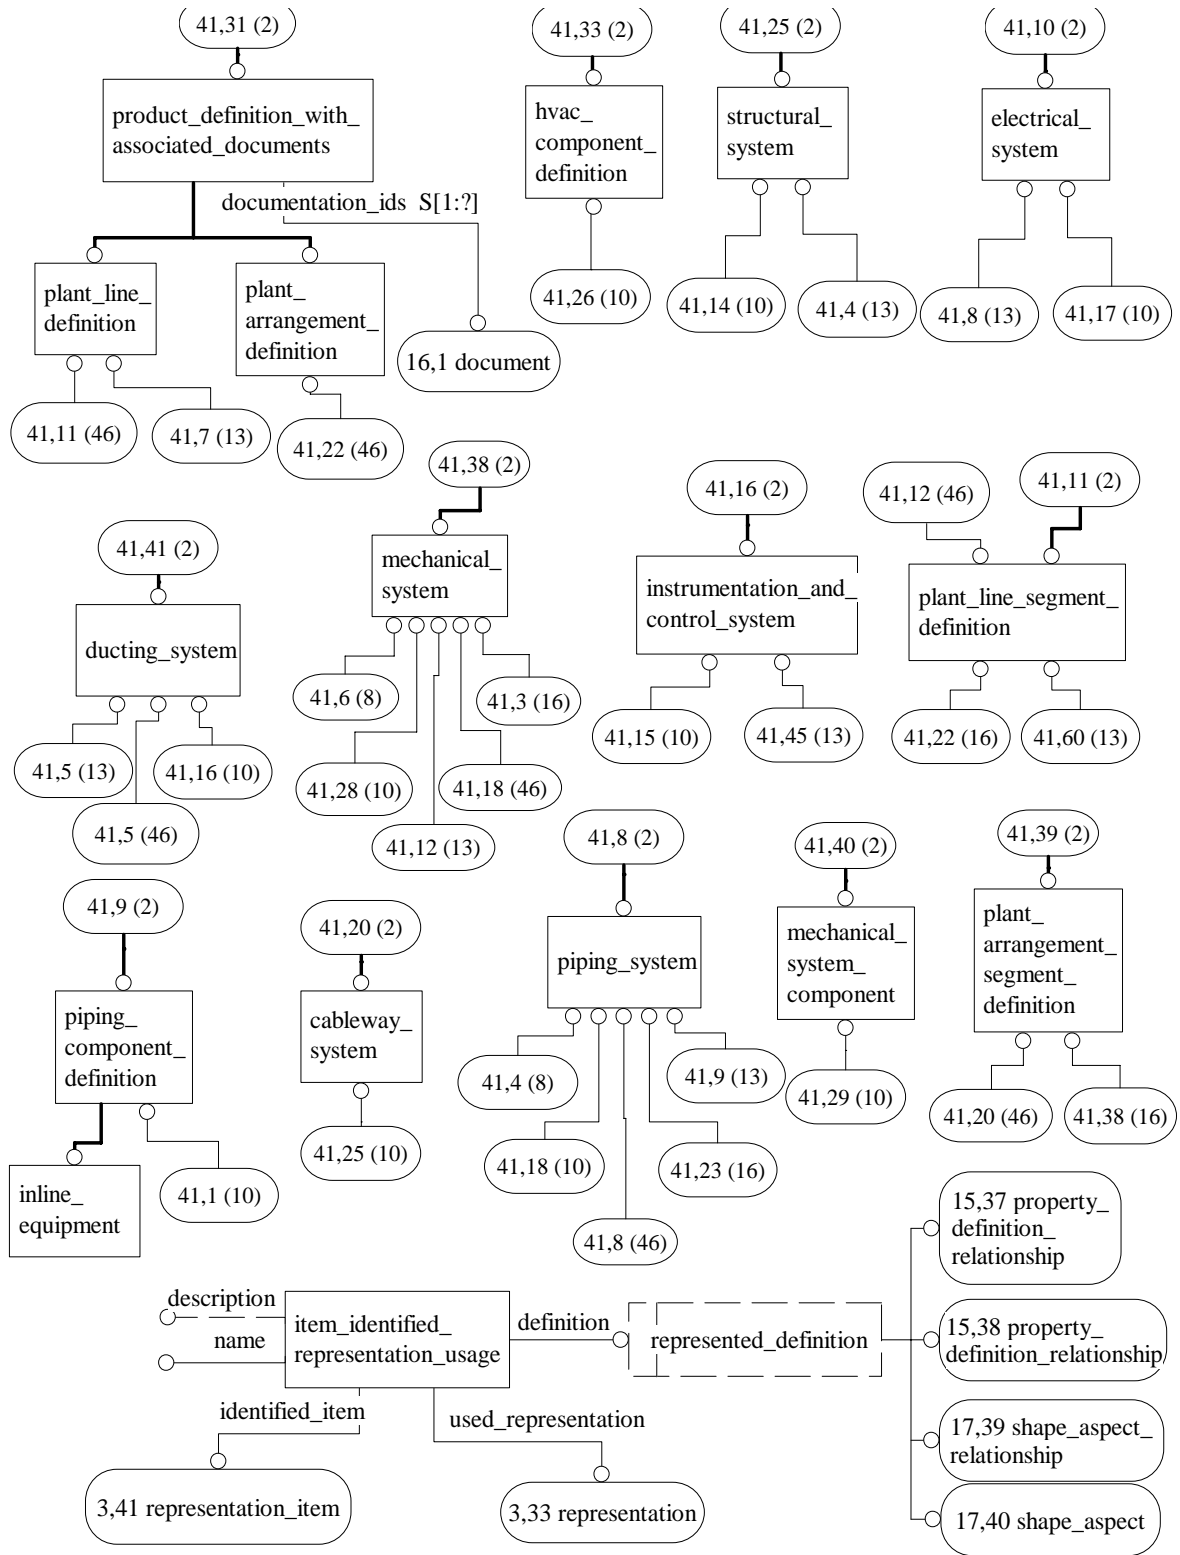 41,31 (2)
41,33 (2)
41,25 (2)
41,10 (2)
product_definition_with_
associated_documents
hvac_
component_
definition
structural_
system
electrical_
system
documentation_ids S[1:?]
plant_line_
definition
plant_
arrangement_
definition
41,26 (10)
41,14 (10)
41,4 (13)
41,8 (13)
41,17 (10)
16,1 document
41,11 (46)
41,7 (13)
41,22 (46)
41,38 (2)
41,16 (2)
41,12 (46)
41,11 (2)
41,41 (2)
mechanical_
system
instrumentation_and_
control_system
plant_line_segment_
definition
ducting_system
41,6 (8)
41,3 (16)
41,15 (10)
41,45 (13)
41,22 (16)
41,60 (13)
41,5 (13)
41,16 (10)
41,28 (10)
41,18 (46)
41,5 (46)
41,12 (13)
41,8 (2)
41,40 (2)
41,39 (2)
41,9 (2)
41,20 (2)
piping_system
mechanical_
system_
component
plant_
arrangement_
segment_
definition
piping_
component_
definition
cableway_
system
41,4 (8)
41,9 (13)
41,29 (10)
41,20 (46)
41,38 (16)
41,25 (10)
41,18 (10)
41,23 (16)
inline_
equipment
41,1 (10)
41,8 (46)
15,37 property_
definition_
relationship
description
name
item_identified_
representation_usage
definition
represented_definition
15,38 property_
definition_relationship
identified_item
used_representation
17,39 shape_aspect_
relationship
3,41 representation_item
3,33 representation
17,40 shape_aspect